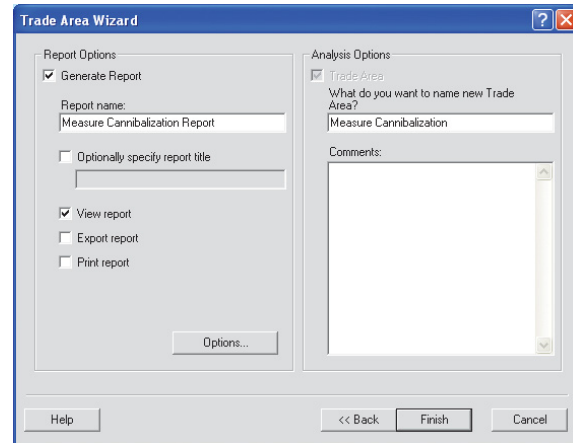 Trade Area Wizard
Report Options
Generate Report
Report name:
Measure Cannibalization Report
Optionally specify report title
View report
Export report
Print report
Options...
Analysis Options
Trade Area
What do you want to name new Trade
Area?
Measure Cannibalization
Comments:
Help
<< Back
Finish
Cancel